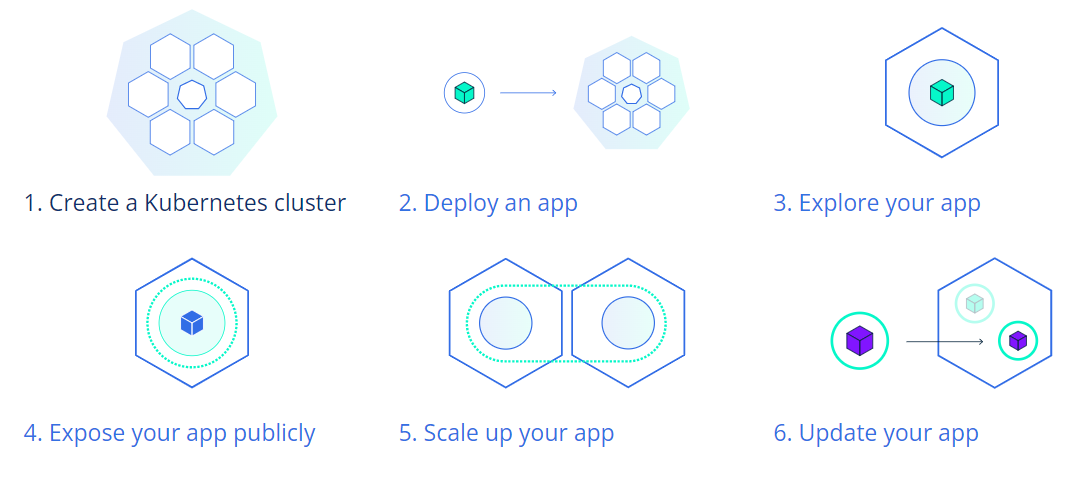 1. Create a Kubernetes cluster
2. Deploy an app
3. Explore your app
4. Expose your app publicly
5. Scale up your app
6. Update your app